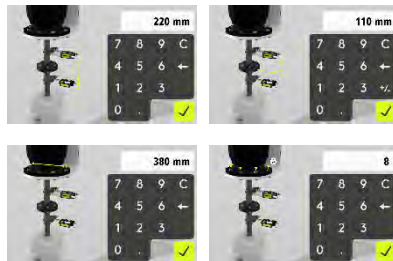 220 mm
7 8 9 C
4 5 6 ←
1 2 3
0 . ✓
110 mm
7 8 9 C
4 5 6 ←
1 2 3 +/-
0 . ✓
380 mm
7 8 9 C
4 5 6 ←
1 2 3
0 . ✓
8
7 8 9 C
4 5 6 ←
1 2 3
0 . ✓